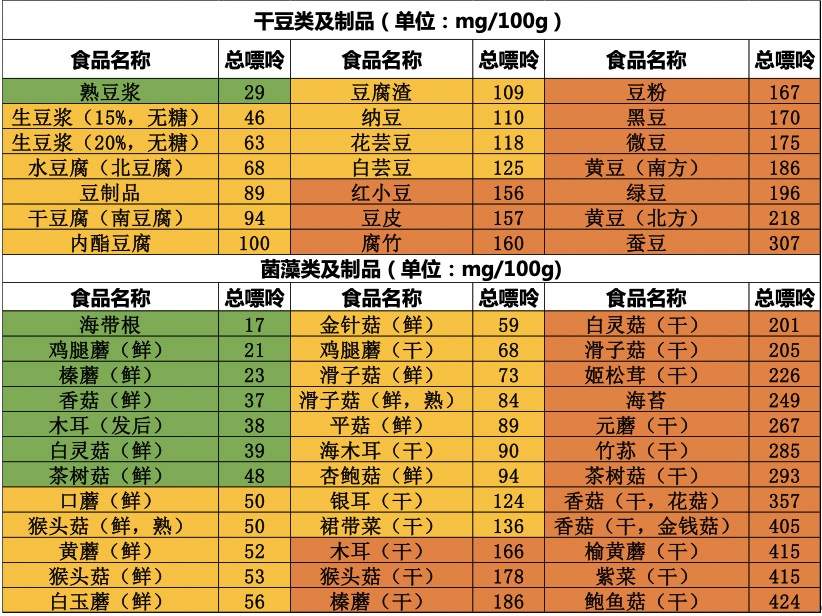 干豆类及制品（单位：mg/100g）
食品名称 总嘌呤 食品名称 总嘌呤 食品名称 总嘌呤
熟豆浆 29 豆腐渣 109 豆粉 167
生豆浆（15%，无糖） 46 纳豆 110 黑豆 170
生豆浆（20%，无糖） 63 花芸豆 118 微豆 175
水豆腐（北豆腐） 68 白芸豆 125 黄豆（南方） 186
豆制品 89 红小豆 156 绿豆 196
干豆腐（南豆腐） 94 豆皮 157 黄豆（北方） 218
内酯豆腐 100 腐竹 160 蚕豆 307
菌藻类及制品（单位：mg/100g)
食品名称 总嘌呤 食品名称 总嘌呤 食品名称 总嘌呤
海带根 17 金针菇（鲜） 59 白灵菇（干） 201
鸡腿蘑（鲜） 21 鸡腿蘑（干） 68 滑子菇（干） 205
榛蘑（鲜） 23 滑子菇（鲜） 73 姬松茸（干） 226
香菇（鲜） 37 滑子菇（鲜，熟） 84 海苔 249
木耳（发后） 38 平菇（鲜） 89 元蘑（干） 267
白灵菇（鲜） 39 海木耳（干） 90 竹荪（干） 285
茶树菇（鲜） 48 杏鲍菇（鲜） 94 茶树菇（干） 293
口蘑（鲜） 50 银耳（干） 124 香菇（干，花菇） 357
猴头菇（鲜，熟） 50 裙带菜（干） 136 香菇（干，金钱菇） 405
黄蘑（鲜） 52 木耳（干） 166 榆黄蘑（干） 415
猴头菇（鲜） 53 猴头菇（干） 178 紫菜（干） 415
白玉蘑（鲜） 56 榛蘑（干） 186 鲍鱼菇（干） 424